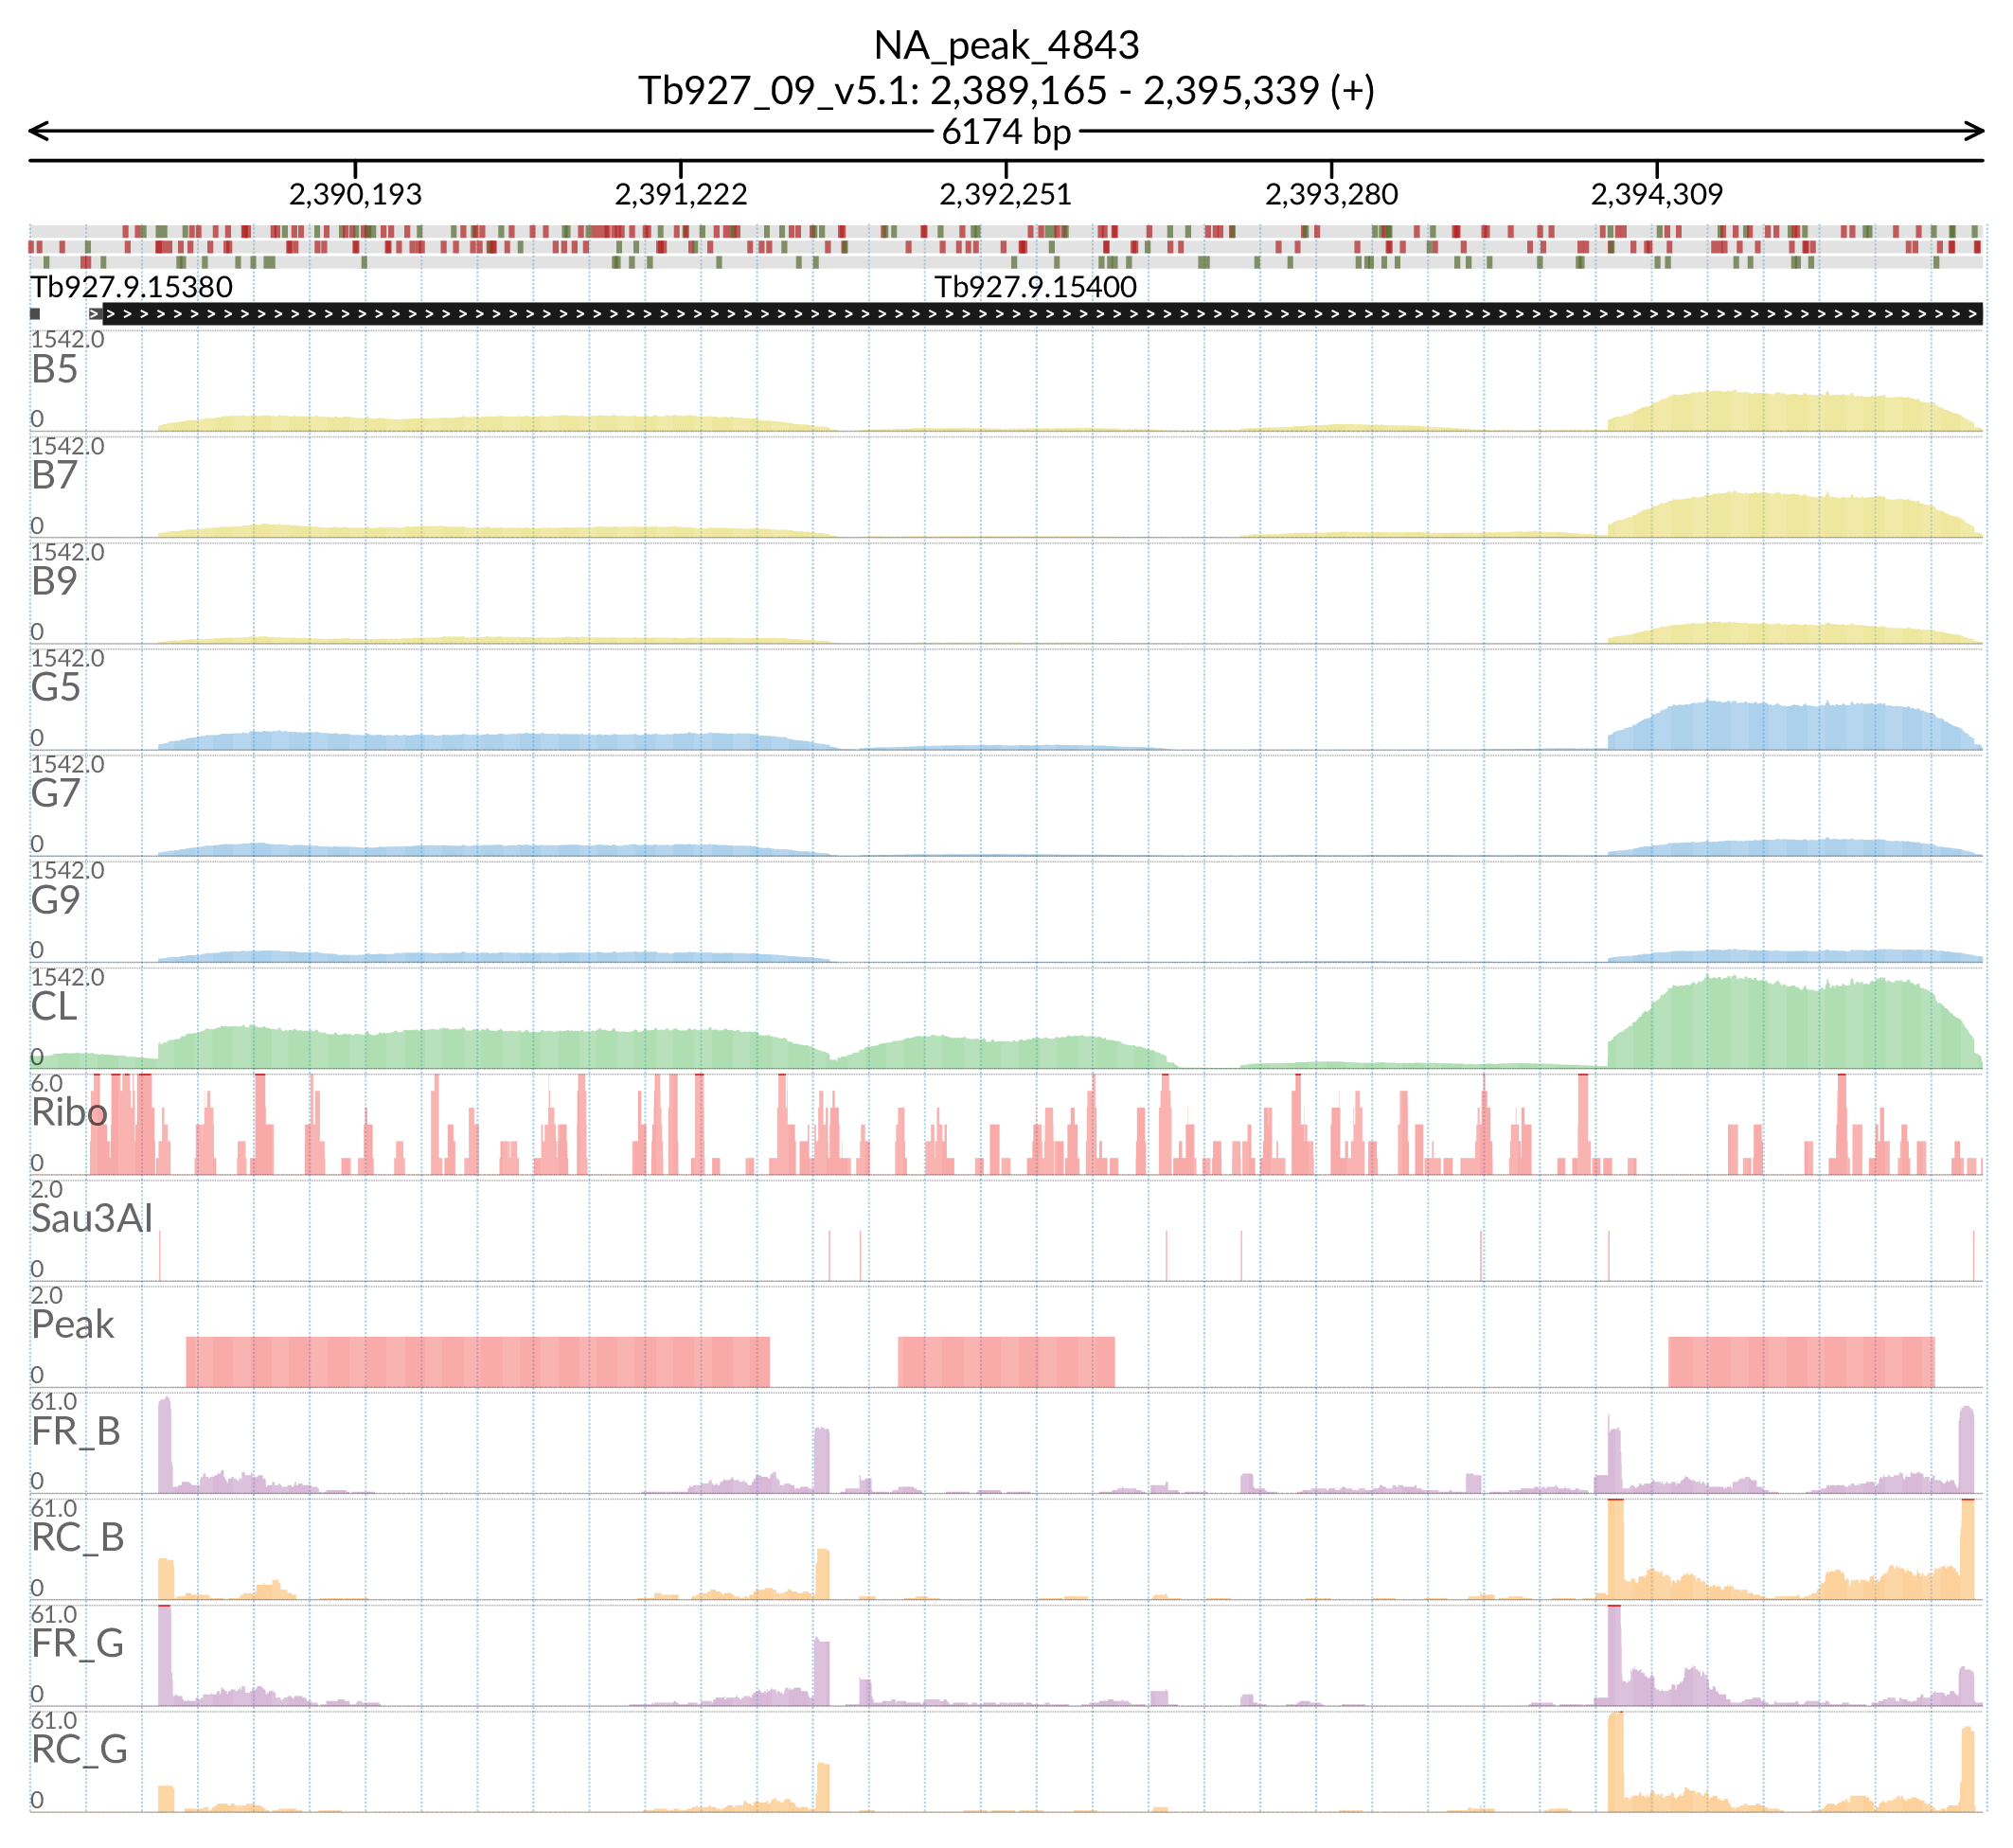 NA_peak_4843
Tb927_09_v5.1: 2,389,165 - 2,395,339 (+)
6174 bp
2,390,193 2,391,222 2,392,251 2,393,280 2,394,309
Tb927.9.15380 Tb927.9.15400
1542.0
B5
0
1542.0
B7
0
1542.0
B9
0
1542.0
G5
0
1542.0
G7
0
1542.0
G9
0
1542.0
CL
0
6.0
Ribo
0
2.0
Sau3AI
0
2.0
Peak
0
61.0
FR_B
0
61.0
RC_B
0
61.0
FR_G
0
61.0
RC_G
0